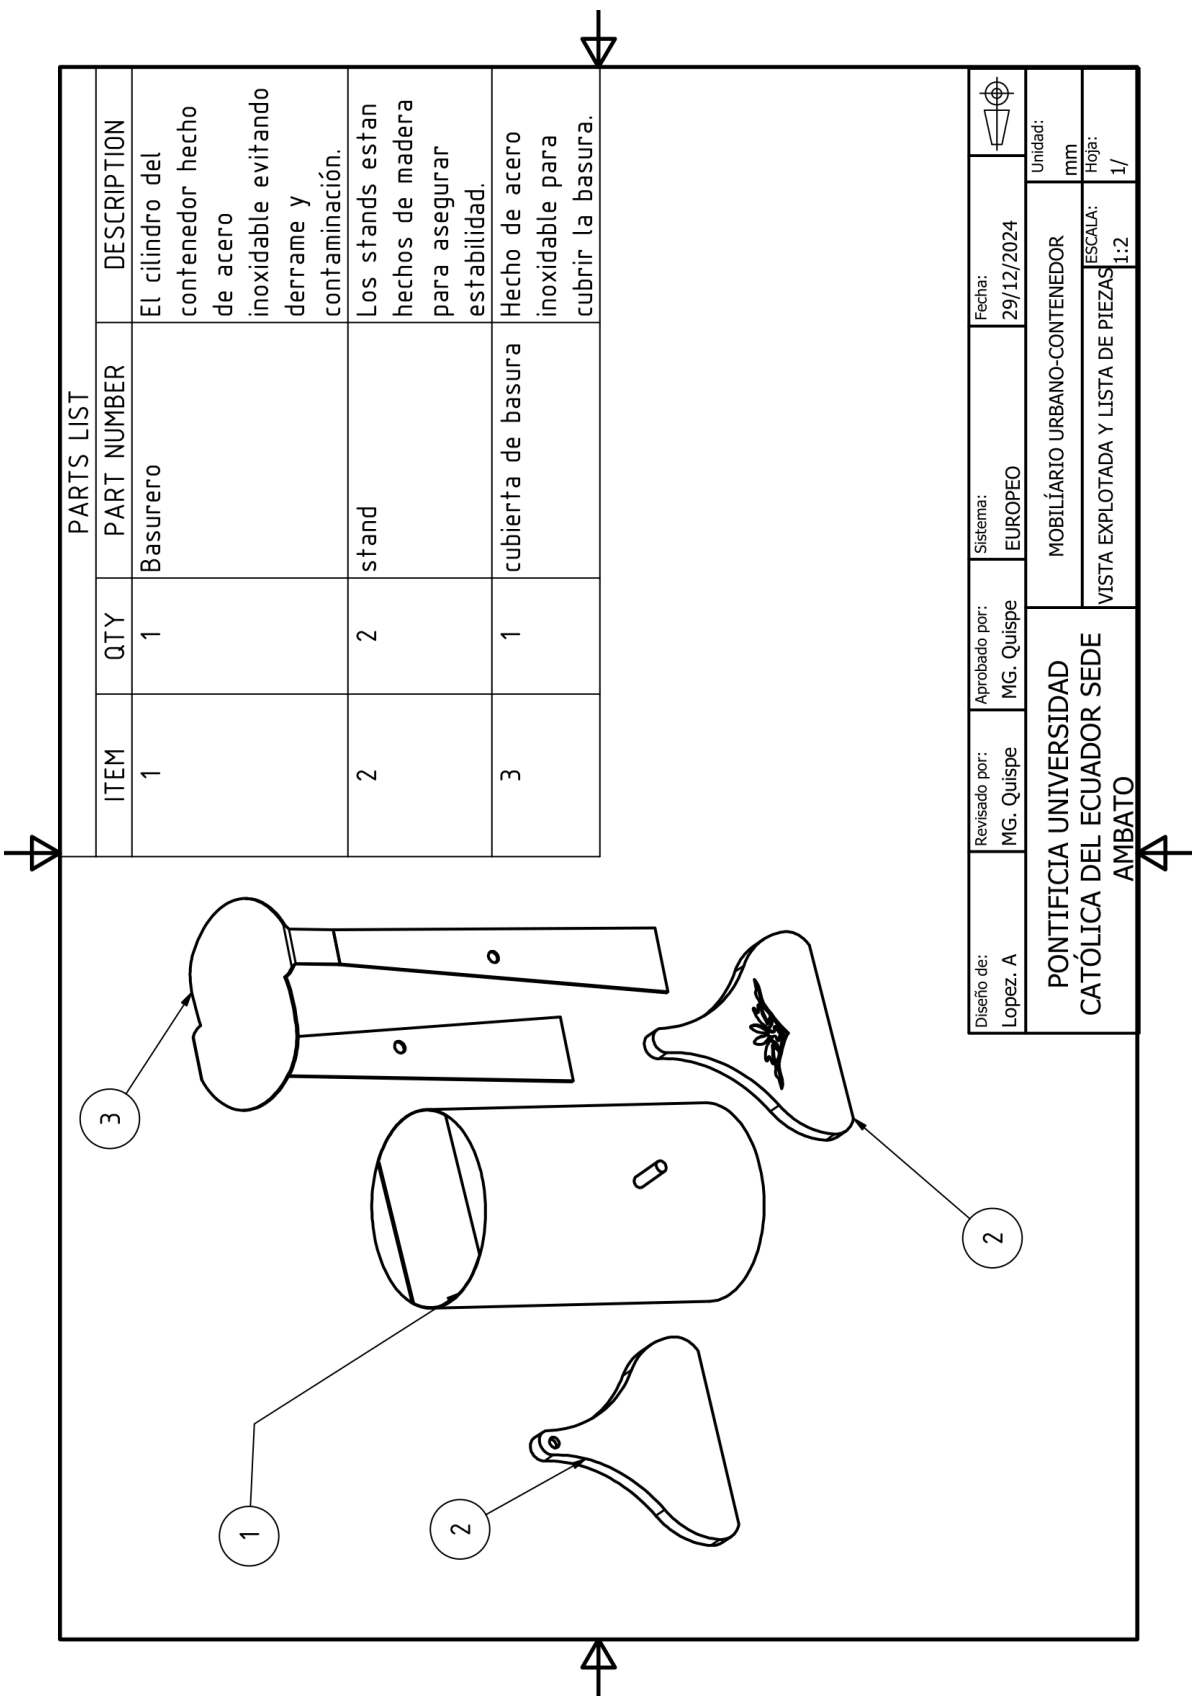 PARTS LIST
ITEM QTY PART NUMBER DESCRIPTION
1 1 Basurero El cilindro del
contenedor hecho
de acero
inoxidable evitando
derrame y
contaminación.
2 2 stand Los stands estan
hechos de madera
para asegurar
estabilidad.
3 1 cubierta de basura Hecho de acero
inoxidable para
cubrir la basura.
1
2
3
2
Diseño de:
Lopez. A
Revisado por:
MG. Quispe
Aprobado por:
MG. Quispe
Sistema:
EUROPEO
Fecha:
29/12/2024
PONTIFICIA UNIVERSIDAD
CATÓLICA DEL ECUADOR SEDE
AMBATO
MOBILÍARIO URBANO-CONTENEDOR
Unidad:
mm
VISTA EXPLOTADA Y LISTA DE PIEZAS
ESCALA:
1:2
Hoja:
1/